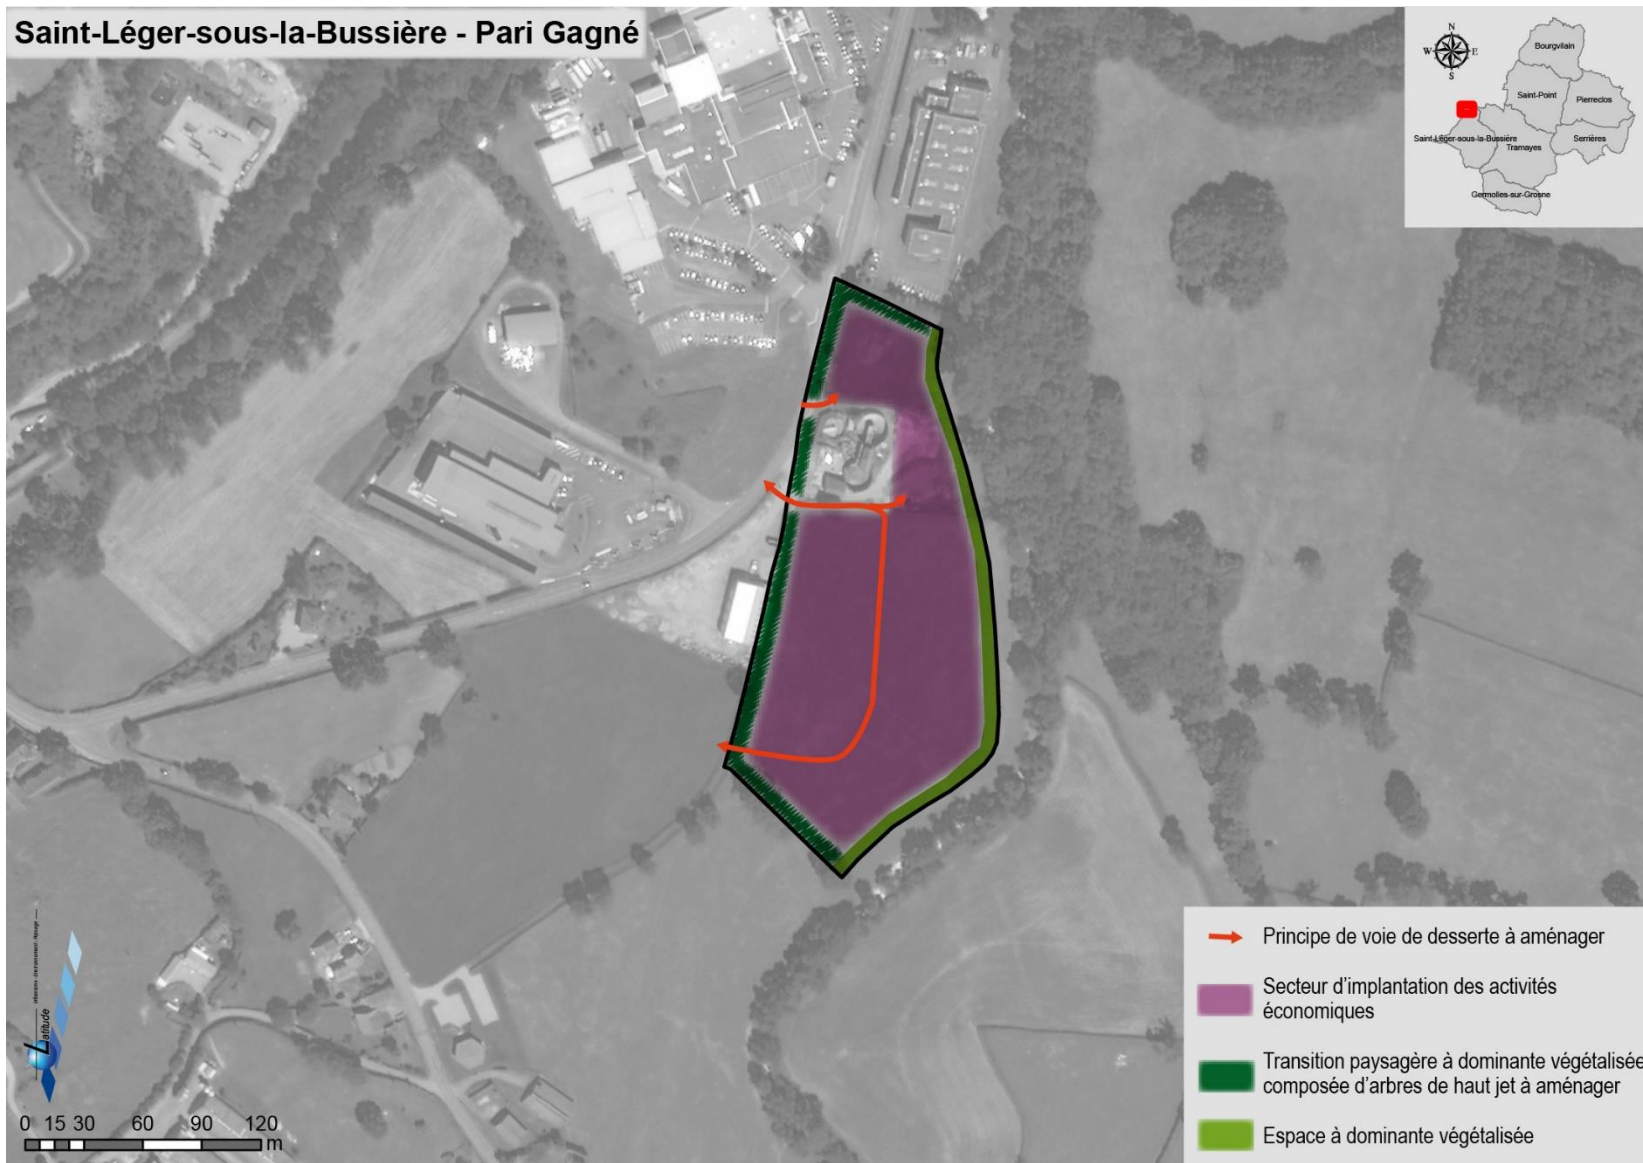 Saint-Léger-sous-la-Bussière - Pari Gagné
N
W E
S
Bourgvilain
Saint-Point
Pierreclos
Saint-Léger-sous-la-Bussière
Tramayes
Serrières
Germolles-sur-Grosne
Principe de voie de desserte à aménager
Secteur d'implantation des activités
économiques
Transition paysagère à dominante végétalisée
composée d'arbres de haut jet à aménager
Espace à dominante végétalisée
Latitude
0 15 30 60 90 120
m